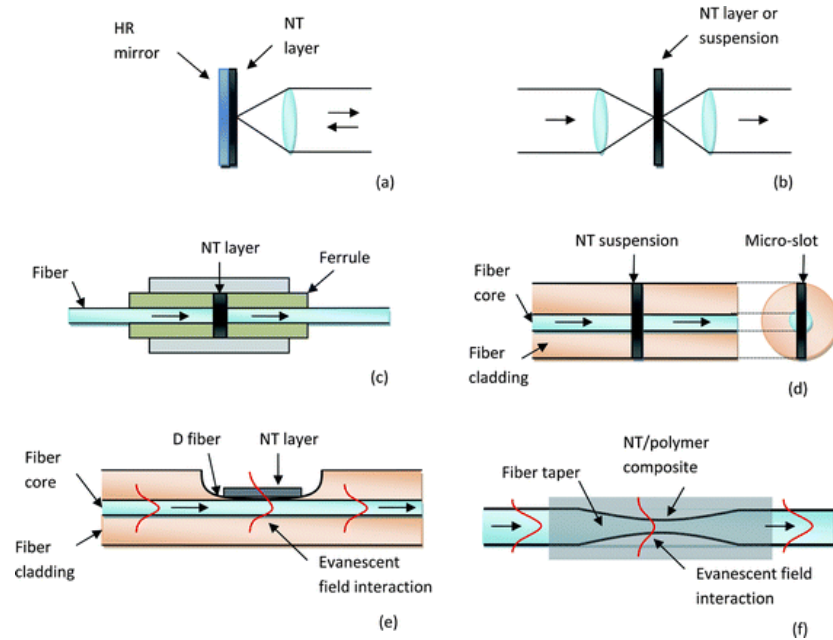 HR
mirror
NT
layer
(a)
NT layer or
suspension
(b)
NT layer
Fiber
Ferrule
(c)
NT suspension
Micro-slot
Fiber
core
Fiber
cladding
(d)
D fiber
NT layer
Fiber
core
Fiber
cladding
Evanescent
field interaction
(e)
NT/polymer
composite
Fiber taper
Evanescent field
interaction
(f)